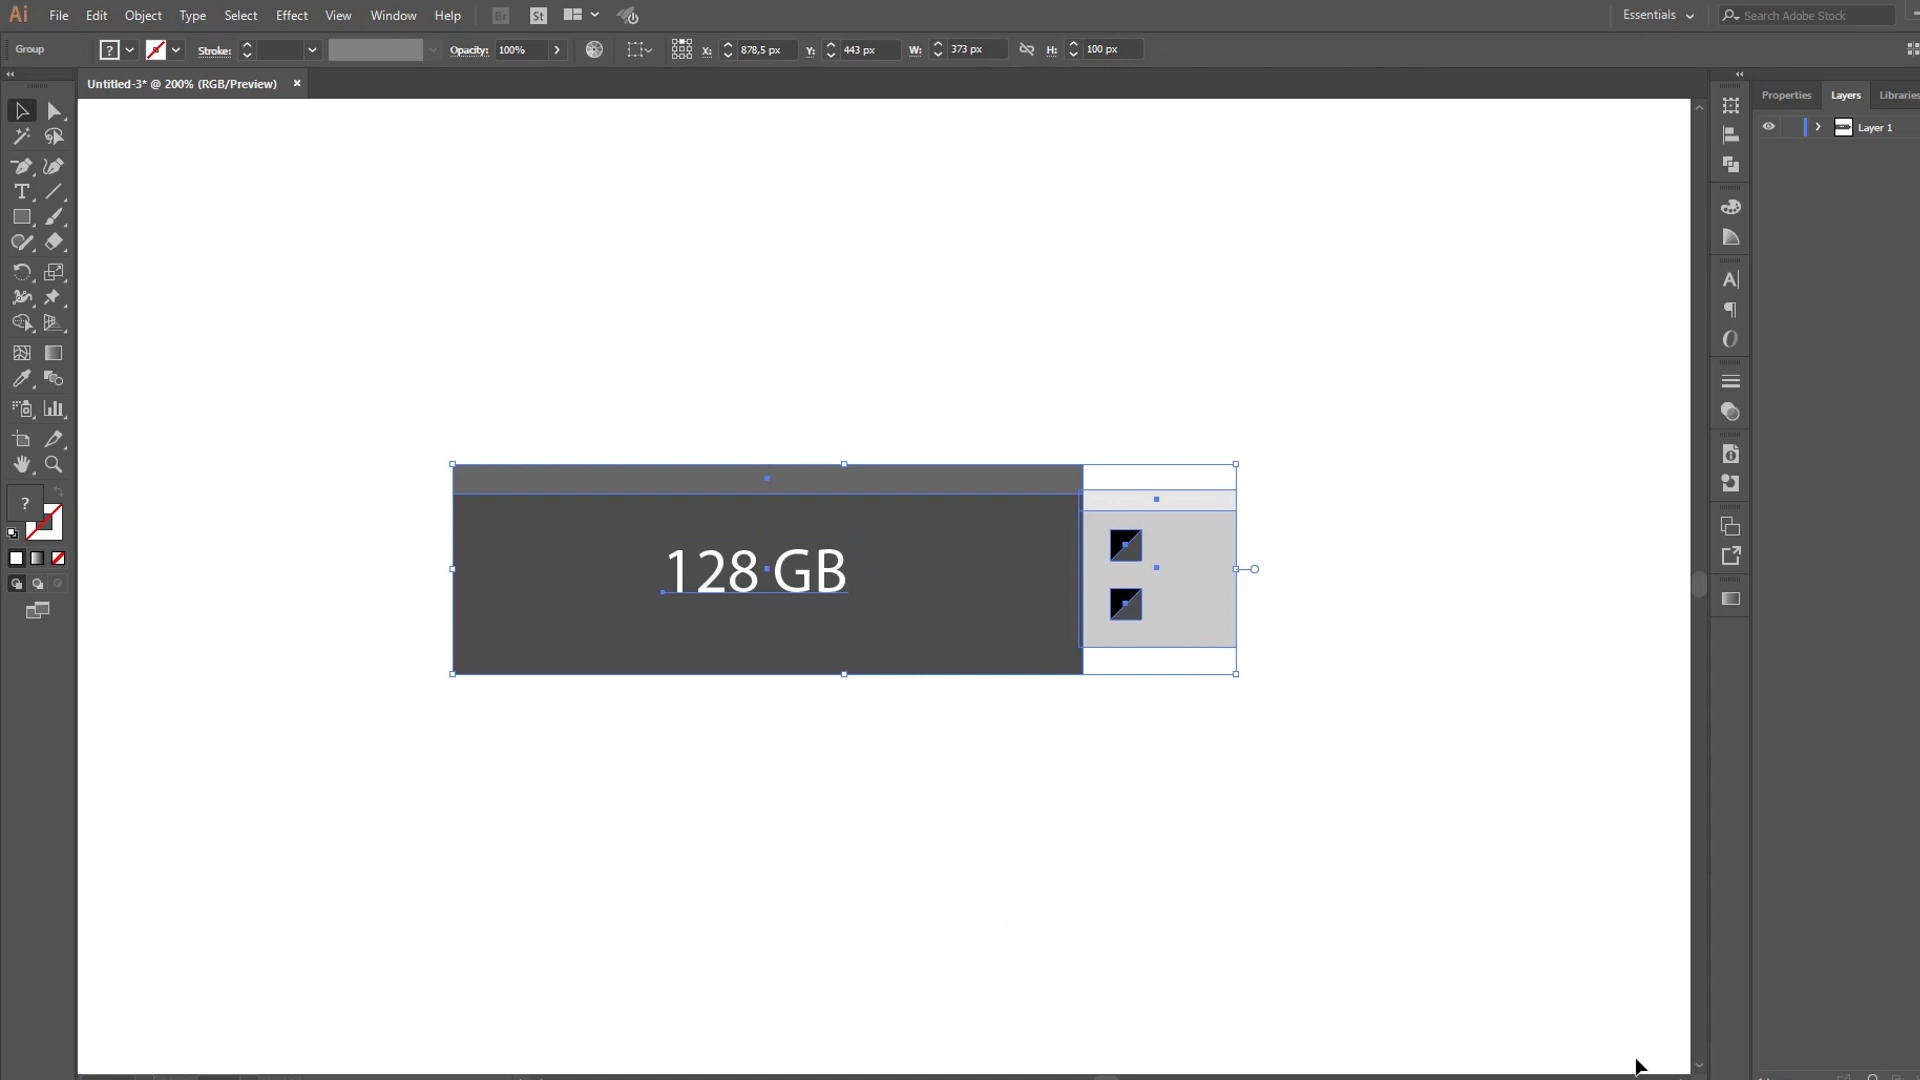 Ai File Edit Object Type Select Effect View Window Help Br St Essentials Search Adobe Stock
Group ? Stroke: Opacity: 100% X: 878,5 px Y: 443 px W: 373 px H: 100 px
Untitled-3* @ 200% (RGB/Preview) ×
Properties Layers Libraries
Layer 1
128 GB
?